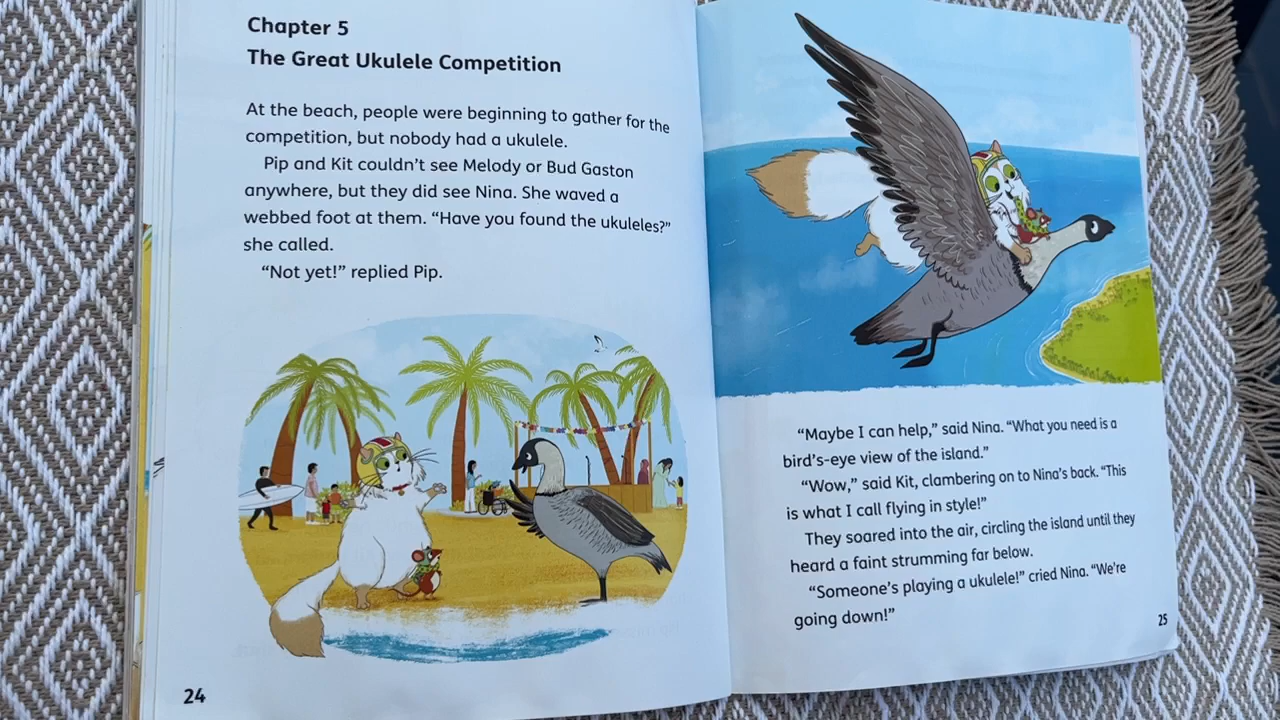 Chapter 5
The Great Ukulele Competition
At the beach, people were beginning to gather for the
competition, but nobody had a ukulele.
Pip and Kit couldn't see Melody or Bud Gaston
anywhere, but they did see Nina. She waved a
webbed foot at them. “Have you found the ukuleles?”
she called.
“Not yet!” replied Pip.
24
“Maybe I can help,” said Nina. “What you need is a
bird's-eye view of the island.”
“Wow,” said Kit, clambering on to Nina's back. “This
is what I call flying in style!”
They soared into the air, circling the island until they
heard a faint strumming far below.
“Someone's playing a ukulele!” cried Nina. “We're
going down!”
25